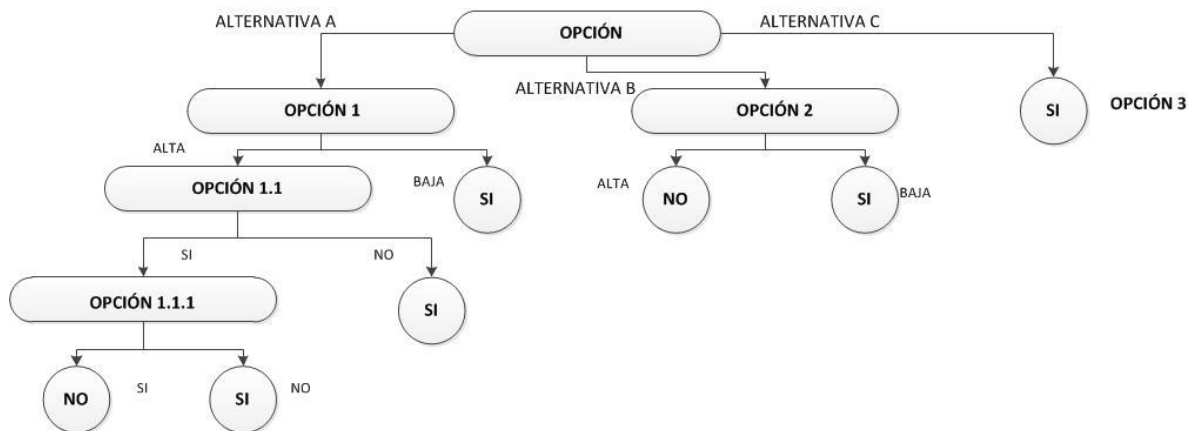 ALTERNATIVA A
OPCIÓN
ALTERNATIVA C
ALTERNATIVA B
OPCIÓN 1
OPCIÓN 2
SI
OPCIÓN 3
ALTA
OPCIÓN 1.1
BAJA
SI
ALTA
NO
SI
BAJA
SI
NO
OPCIÓN 1.1.1
SI
NO
SI
SI
NO